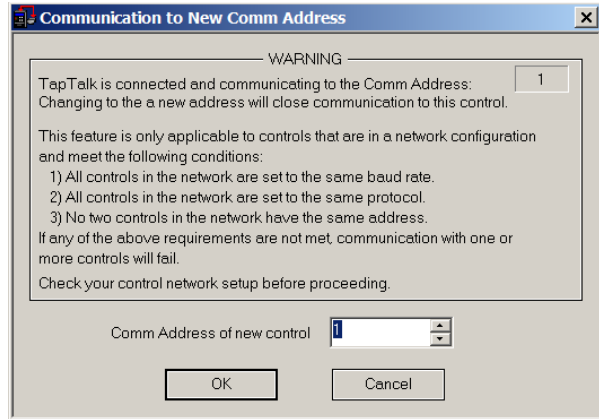 Communication to New Comm Address
WARNING
TapTalk is connected and communicating to the Comm Address: 1
Changing to the a new address will close communication to this control.
This feature is only applicable to controls that are in a network configuration
and meet the following conditions:
1) All controls in the network are set to the same baud rate.
2) All controls in the network are set to the same protocol.
3) No two controls in the network have the same address.
If any of the above requirements are not met, communication with one or
more controls will fail.
Check your control network setup before proceeding.
Comm Address of new control 1
OK Cancel